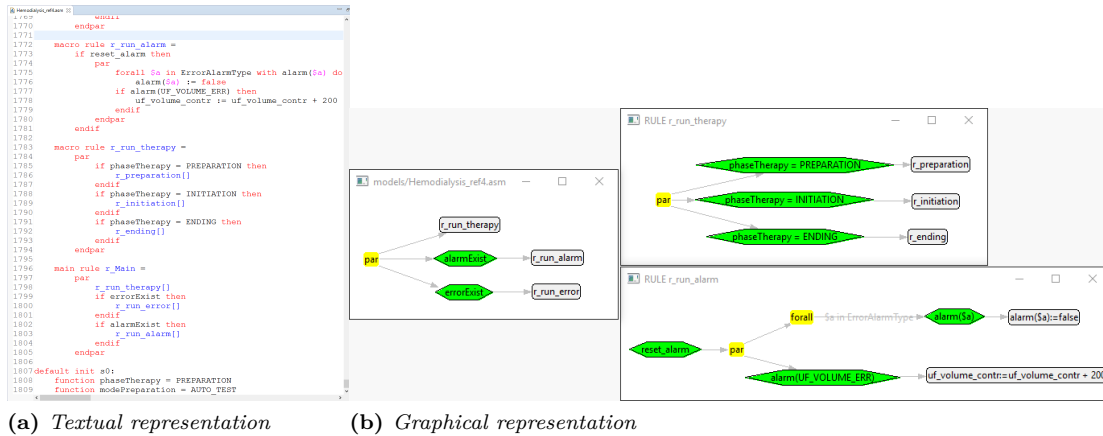 Hemodialysis_ref4.asm
1769 endif
1770 endpar
1771
1772 macro rule r_run_alarm =
1773 if reset_alarm then
1774 par
1775 forall $a in ErrorAlarmType with alarm($a) do
1776 alarm($a) := false
1777 if alarm(UF_VOLUME_ERR) then
1778 uf_volume_contr := uf_volume_contr + 200
1779 endif
1780 endpar
1781 endif
1782
1783 macro rule r_run_therapy =
1784 par
1785 if phaseTherapy = PREPARATION then
1786 r_preparation[]
1787 endif
1788 if phaseTherapy = INITIATION then
1789 r_initiation[]
1790 endif
1791 if phaseTherapy = ENDING then
1792 r_ending[]
1793 endif
1794 endpar
1795
1796 main rule r_Main =
1797 par
1798 r_run_therapy[]
1799 if errorExist then
1800 r_run_error[]
1801 endif
1802 if alarmExist then
1803 r_run_alarm[]
1804 endif
1805 endpar
1806
1807 default init s0:
1808 function phaseTherapy = PREPARATION
1809 function modePreparation = AUTO_TEST
models/Hemodialysis_ref4.asm
r_run_therapy
par
alarmExist
r_run_alarm
errorExist
r_run_error
RULE r_run_therapy
phaseTherapy = PREPARATION
r_preparation
par
phaseTherapy = INITIATION
r_initiation
phaseTherapy = ENDING
r_ending
RULE r_run_alarm
forall
$a in ErrorAlarmType
alarm($a)
alarm($a):=false
reset_alarm
par
alarm(UF_VOLUME_ERR)
uf_volume_contr:=uf_volume_contr + 200
(a) Textual representation
(b) Graphical representation